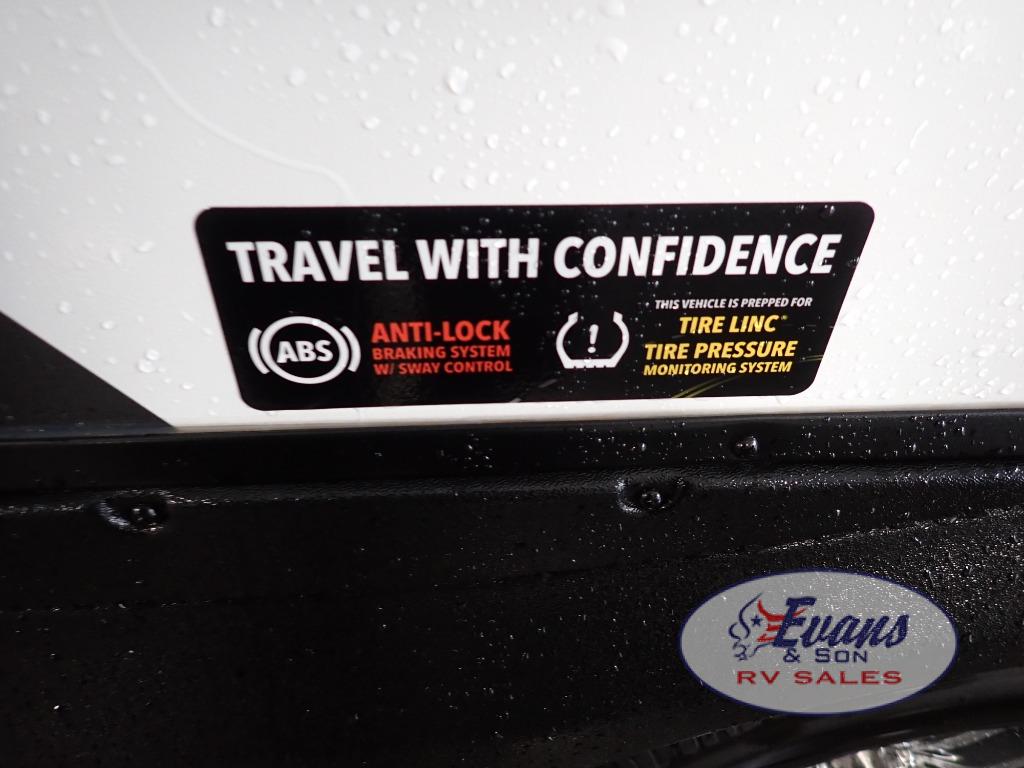 TRAVEL WITH CONFIDENCE
ABS
ANTI-LOCK
BRAKING SYSTEM
W/ SWAY CONTROL
!
THIS VEHICLE IS PREPPED FOR
TIRE LINC
TIRE PRESSURE
MONITORING SYSTEM
Evans
& SON
RV SALES